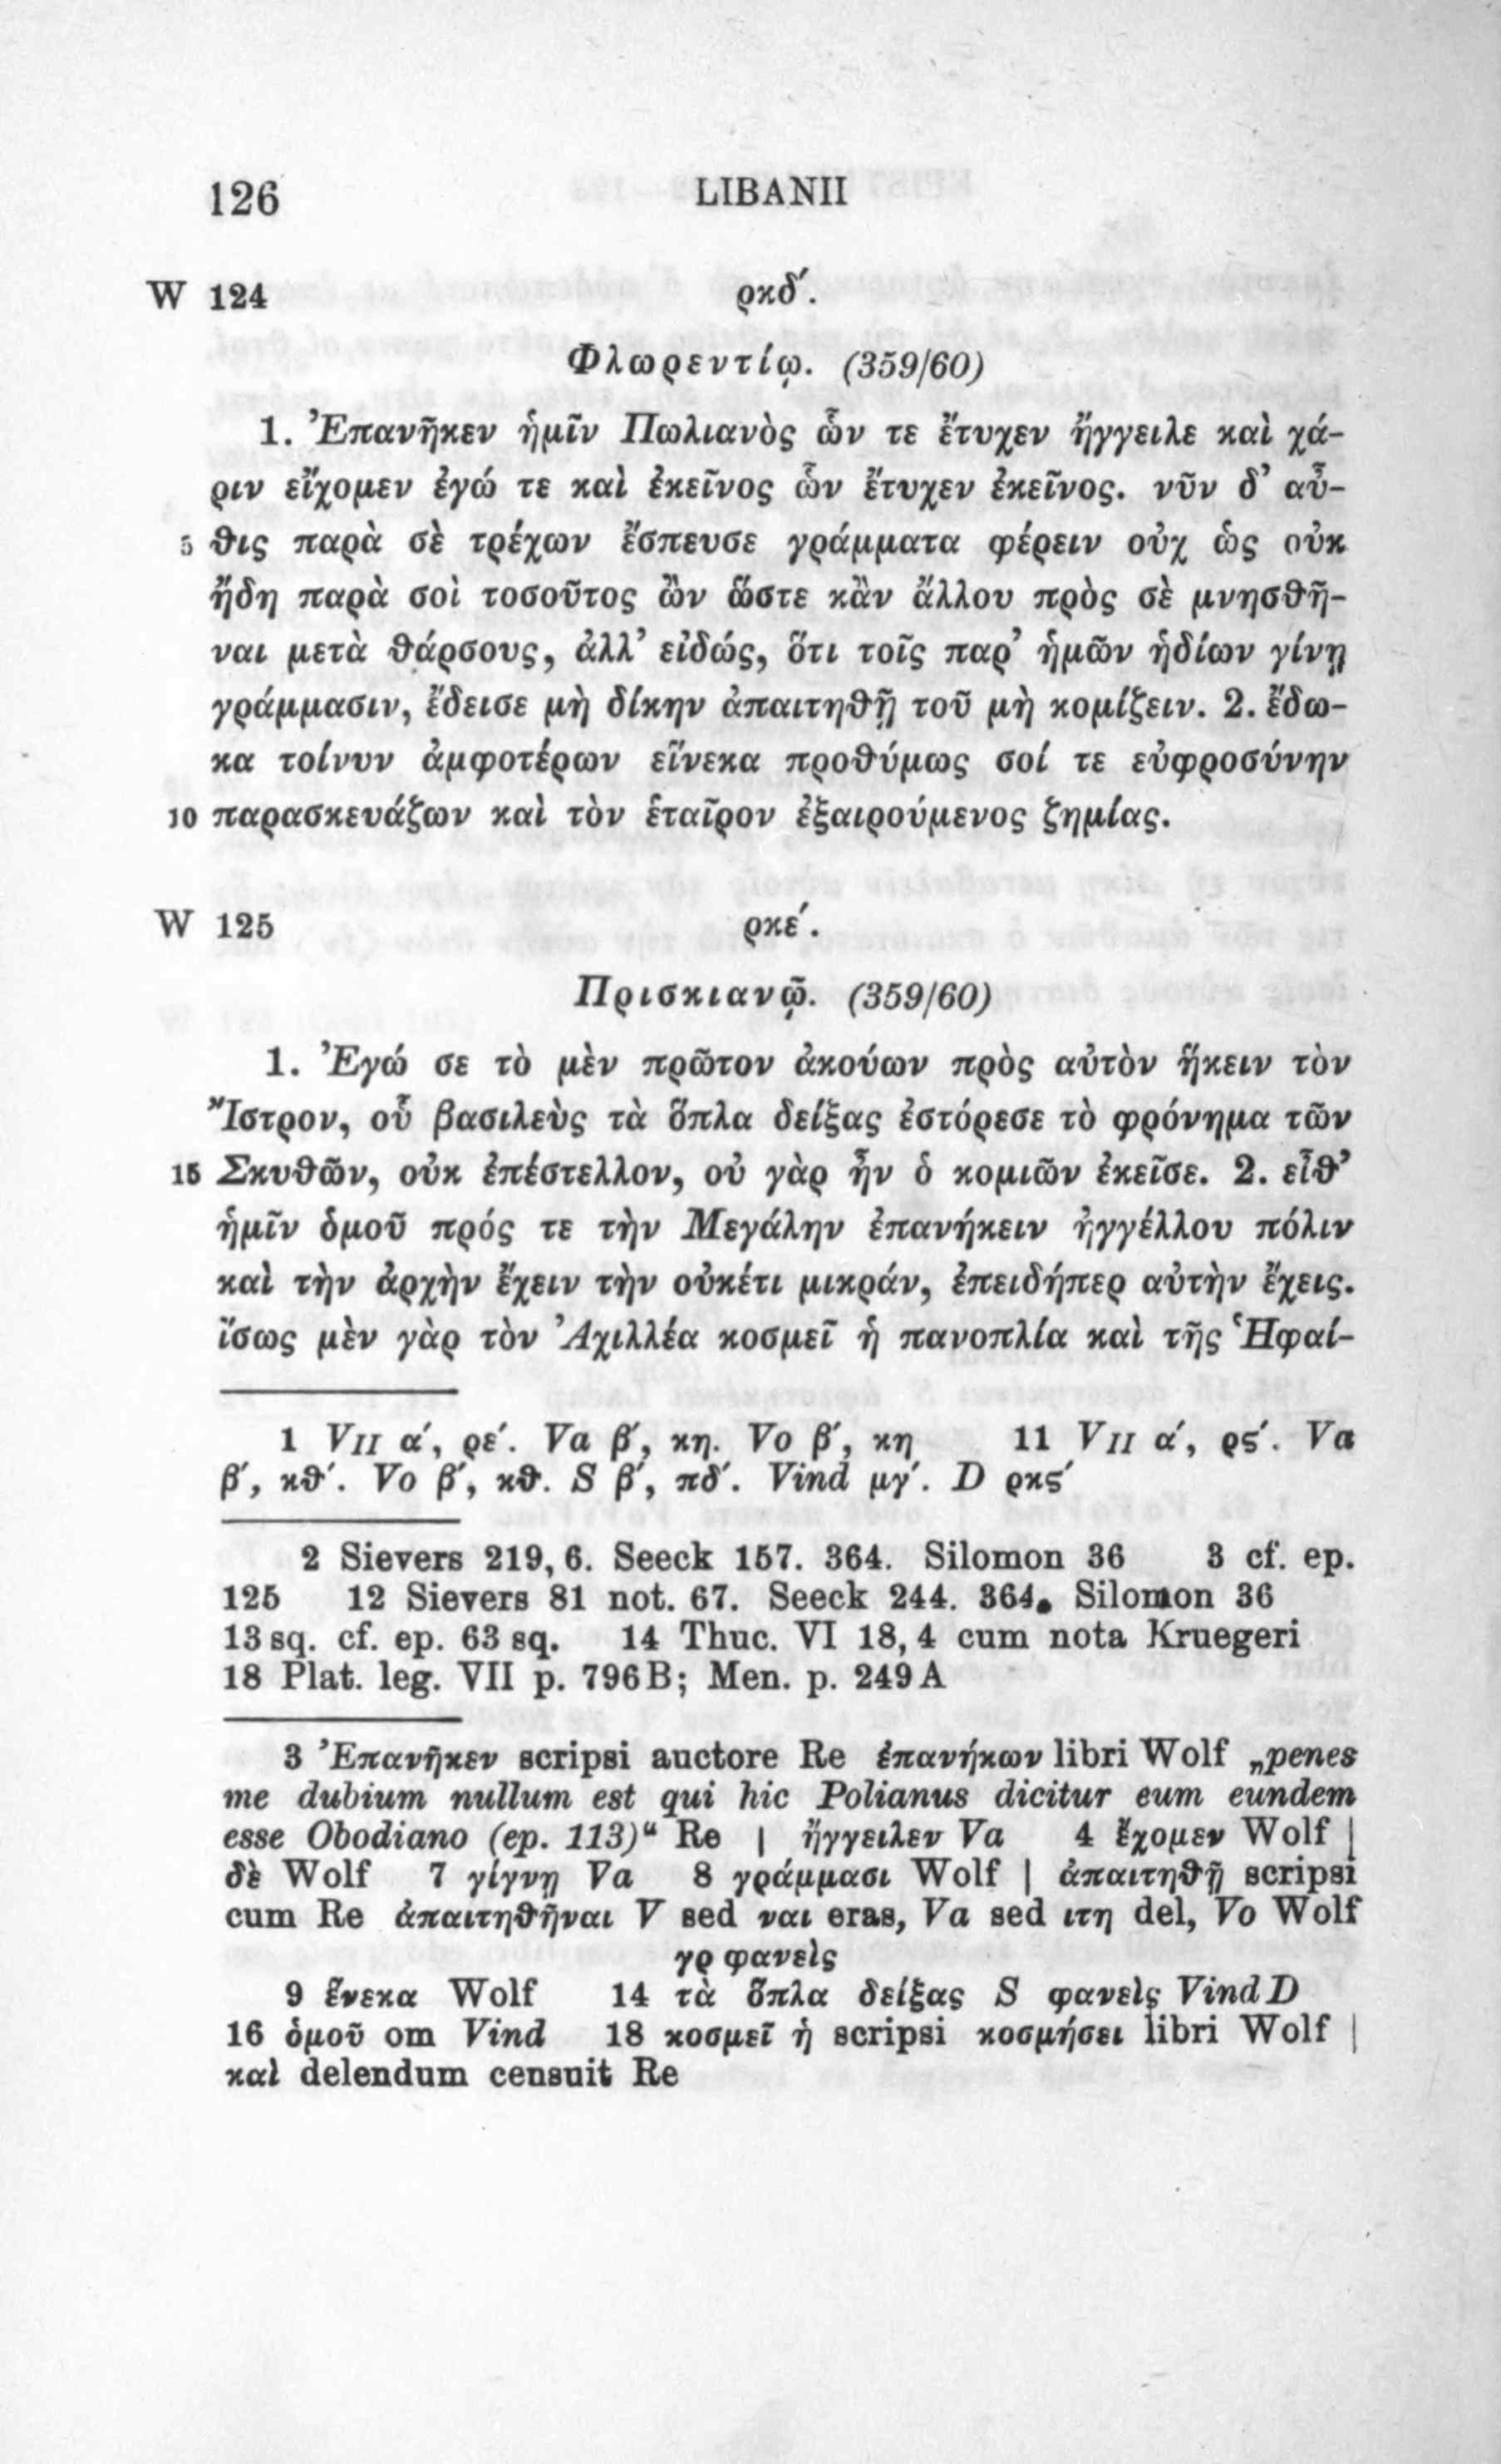 126 LIBANII
W 124 ρκδ΄.
Φλωρεντίῳ. (359/60)
1. Ἐπανῆκεν ἡμῖν Πωλιανὸς ὧν τε ἔτυχεν ἤγγειλε καὶ χά-
ριν εἴχομεν ἐγώ τε καὶ ἐκεῖνος ὧν ἔτυχεν ἐκεῖνος. νῦν δ’ αὖ-
5 θις παρὰ σὲ τρέχων ἔσπευσε γράμματα φέρειν οὐχ ὡς οὐκ
ἤδη παρὰ σοὶ τοσοῦτος ὢν ὥστε κἂν ἄλλου πρὸς σὲ μνησθῆ-
ναι μετὰ θάρσους, ἀλλ’ εἰδώς, ὅτι τοῖς παρ’ ἡμῶν ἡδίων γίνῃ
γράμμασιν, ἔδεισε μὴ δίκην ἀπαιτηθῇ τοῦ μὴ κομίζειν. 2. ἔδω-
κα τοίνυν ἀμφοτέρων εἵνεκα προθύμως σοί τε εὐφροσύνην
10 παρασκευάζων καὶ τὸν ἑταῖρον ἐξαιρούμενος ζημίας.
W 125 ρκε΄.
Πρισκιανῷ. (359/60)
1. Ἐγώ σε τὸ μὲν πρῶτον ἀκούων πρὸς αὐτὸν ἥκειν τὸν
Ἴστρον, οὗ βασιλεὺς τὰ ὅπλα δείξας ἐστόρεσε τὸ φρόνημα τῶν
15 Σκυθῶν, οὐκ ἐπέστελλον, οὐ γὰρ ἦν ὁ κομιῶν ἐκεῖσε. 2. εἶθ’
ἡμῖν ὁμοῦ πρός τε τὴν Μεγάλην ἐπανήκειν ἠγγέλλου πόλιν
καὶ τὴν ἀρχὴν ἔχειν τὴν οὐκέτι μικράν, ἐπειδήπερ αὐτὴν ἔχεις.
ἴσως μὲν γὰρ τὸν Ἀχιλλέα κοσμεῖ ἡ πανοπλία καὶ τῆς Ἡφαί-
1 VII α΄, ρε΄. Va β΄, κη. Vo β΄, κη 11 VII α΄, ρς΄. Va
β΄, κθ΄. Vo β΄, κθ. S β΄, πδ΄. Vind μγ΄. D ρκς΄
2 Sievers 219, 6. Seeck 157. 364. Silomon 36 3 cf. ep.
125 12 Sievers 81 not. 67. Seeck 244. 364. Silomon 36
13 sq. cf. ep. 63 sq. 14 Thuc. VI 18, 4 cum nota Kruegeri
18 Plat. leg. VII p. 796 B; Men. p. 249 A
3 Ἐπανῆκεν scripsi auctore Re ἐπανήκων libri Wolf „penes
me dubium nullum est qui hic Polianus dicitur eum eundem
esse Obodiano (ep. 113)“ Re | ἤγγειλεν Va 4 ἔχομεν Wolf |
δὲ Wolf 7 γίγνῃ Va 8 γράμμασι Wolf | ἀπαιτηθῇ scripsi
cum Re ἀπαιτηθῆναι V sed ναι eras, Va sed ιτη del, Vo Wolf
γρ φανεὶς
9 ἕνεκα Wolf 14 τὰ ὅπλα δείξας S φανεὶς Vind D
16 ὁμοῦ om Vind 18 κοσμεῖ ἡ scripsi κοσμήσει libri Wolf |
καὶ delendum censuit Re